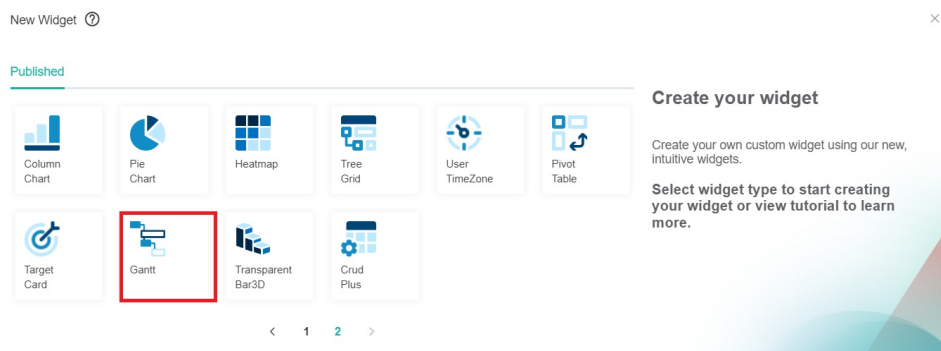 New Widget ?
Published
Column
Chart
Pie
Chart
Heatmap
Tree
Grid
User
TimeZone
Pivot
Table
Target
Card
Gantt
Transparent
Bar3D
Crud
Plus
< 1 2 >
Create your widget
Create your own custom widget using our new,
intuitive widgets.
Select widget type to start creating
your widget or view tutorial to learn
more.